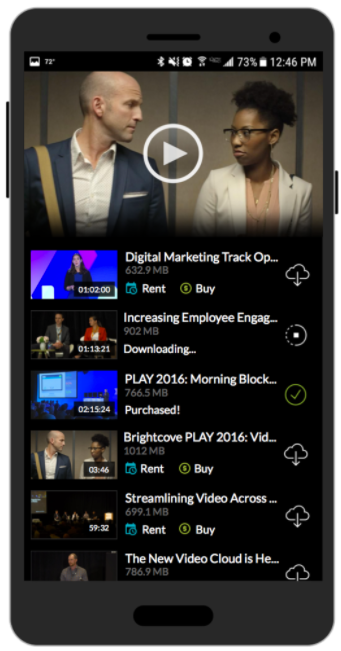 72°
73% 12:46 PM
Digital Marketing Track Op...
632.9 MB
01:02:00
Rent
Buy
Increasing Employee Engag...
902 MB
01:13:21
Downloading...
PLAY 2016: Morning Block...
766.5 MB
02:15:24
Purchased!
Brightcove PLAY 2016: Vid...
1012 MB
03:46
Rent
Buy
Streamlining Video Across ...
699.1 MB
59:32
Rent
Buy
The New Video Cloud is He...
786.9 MB